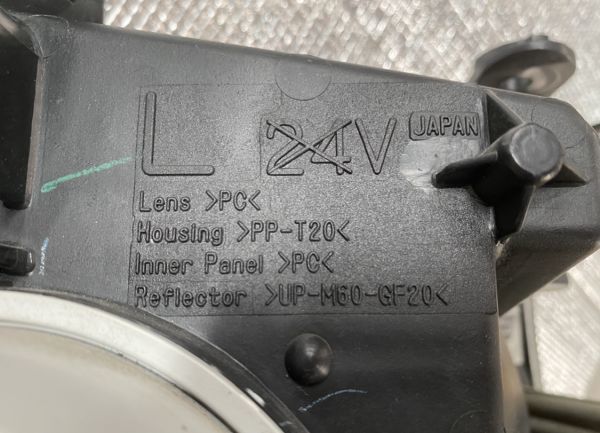 L 24V JAPAN
Lens >PC<
Housing >PP-T20<
Inner Panel >PC<
Reflector >UP-M60-GF20<